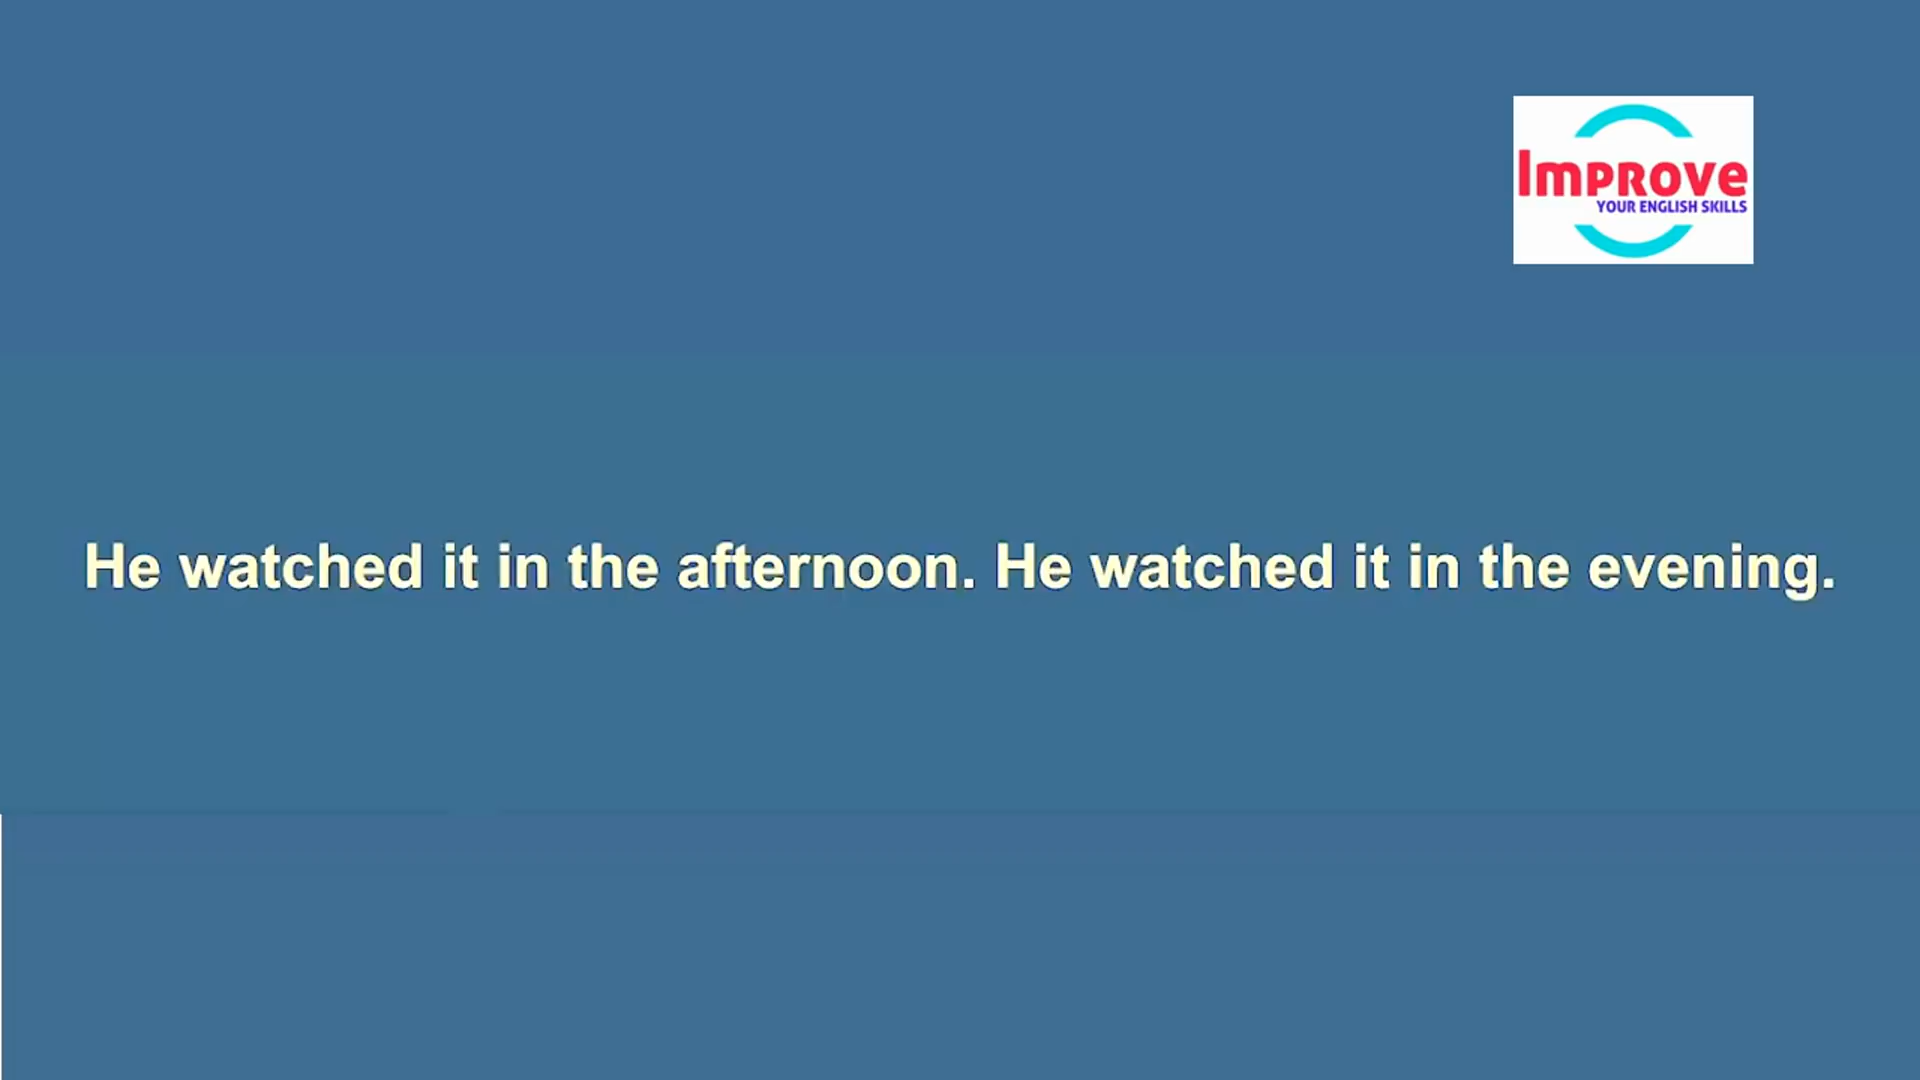 Improve
YOUR ENGLISH SKILLS
He watched it in the afternoon. He watched it in the evening.